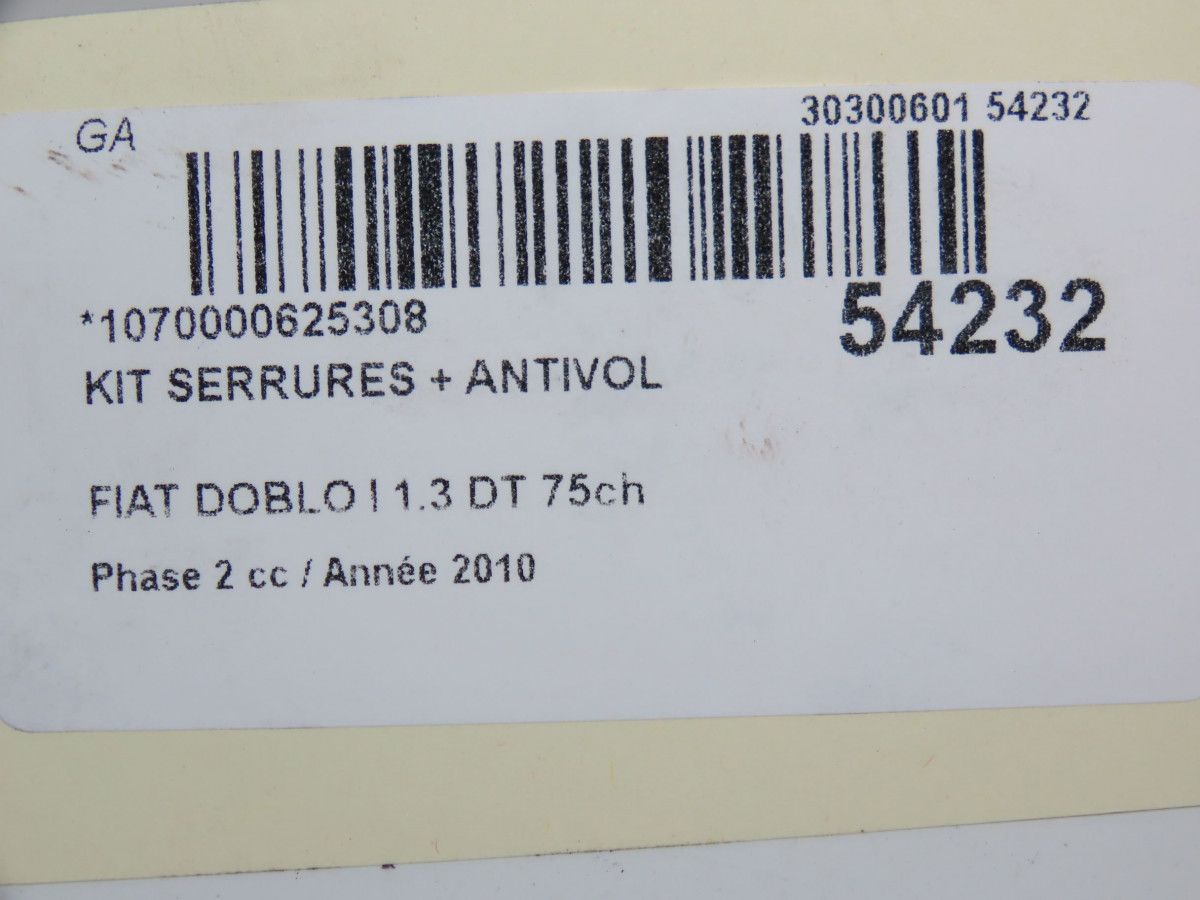 GA
30300601 54232
*1070000625308
54232
KIT SERRURES + ANTIVOL
FIAT DOBLO I 1.3 DT 75ch
Phase 2 cc / Année 2010